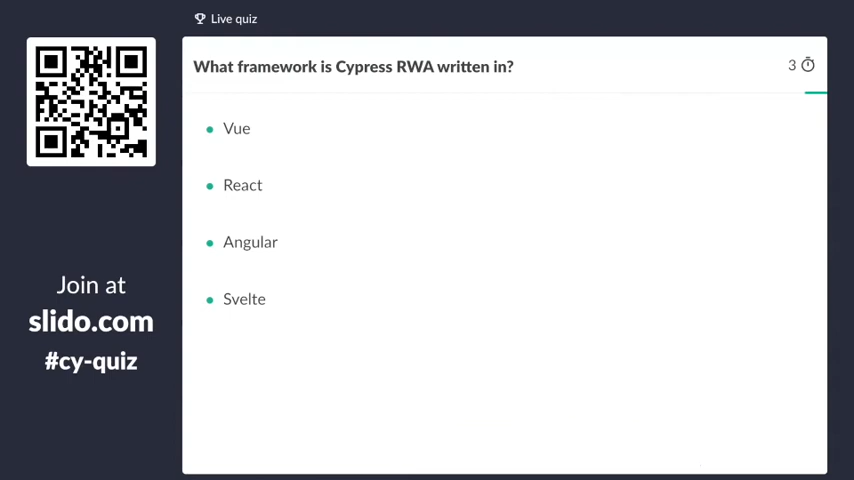 Live quiz
What framework is Cypress RWA written in?
3
Vue
React
Angular
Svelte
Join at
slido.com
#cy-quiz